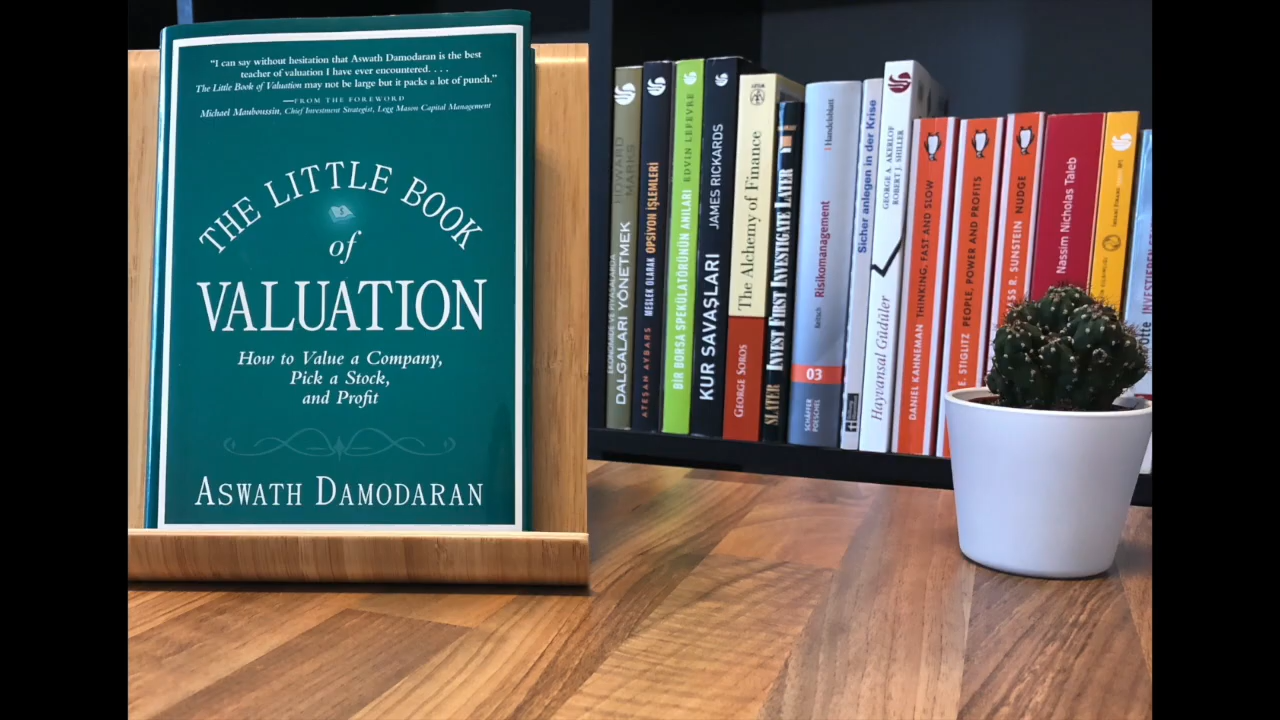 "I can say without hesitation that Aswath Damodaran is the best
teacher of valuation I have ever encountered. . . .
The Little Book of Valuation may not be large but it packs a lot of punch."
—FROM THE FOREWORD
Michael Mauboussin, Chief Investment Strategist, Legg Mason Capital Management
THE LITTLE BOOK
of
VALUATION
How to Value a Company,
Pick a Stock,
and Profit
ASWATH DAMODARAN
HOWARD MARKS
DALGALARI YÖNETMEK
ATEŞAN AYBARS
MESLEK OLARAK OPSİYON İŞLEMLERİ
BİR BORSA SPEKÜLATÖRÜNÜN ANILARI EDVIN LEFEVRE
KUR SAVAŞLARI JAMES RICKARDS
GEORGE SOROS The Alchemy of Finance
SLATER INVEST FIRST INVESTIGATE LATER
Handelsblatt
Risikomanagement
03
SCHÄFFER
POESCHEL
Sicher anlegen in der Krise
GEORGE A. AKERLOF
ROBERT J. SHILLER
Hayvansal Güdüler
DANIEL KAHNEMAN THINKING, FAST AND SLOW
E. STIGLITZ PEOPLE, POWER AND PROFITS
SS R. SUNSTEIN NUDGE
Nassim Nicholas Taleb